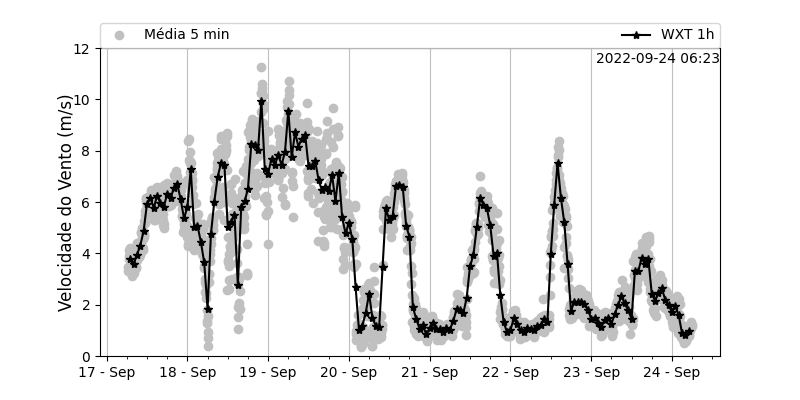 Média 5 min
WXT 1h
2022-09-24 06:23
Velocidade do Vento (m/s)
12
10
8
6
4
2
0
17 - Sep
18 - Sep
19 - Sep
20 - Sep
21 - Sep
22 - Sep
23 - Sep
24 - Sep